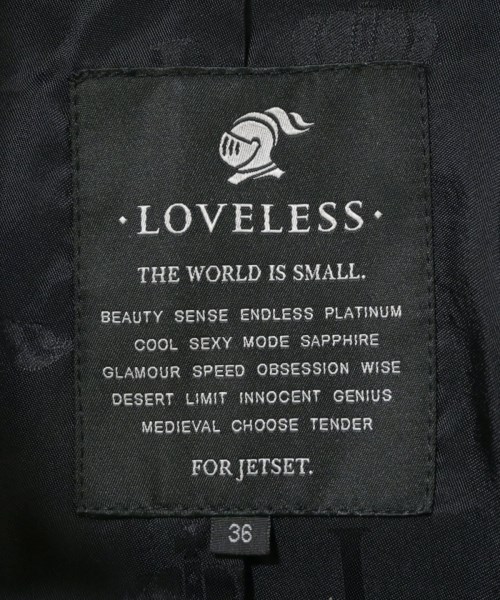 · LOVELESS ·
THE WORLD IS SMALL.
BEAUTY SENSE ENDLESS PLATINUM
COOL SEXY MODE SAPPHIRE
GLAMOUR SPEED OBSESSION WISE
DESERT LIMIT INNOCENT GENIUS
MEDIEVAL CHOOSE TENDER
FOR JETSET.
36